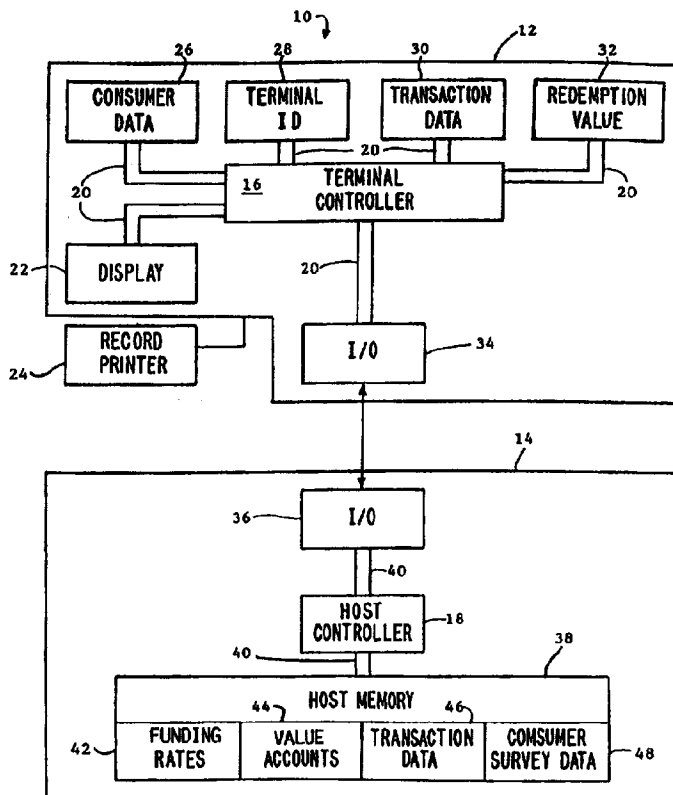 10
12
26
28
30
32
CONSUMER
DATA
TERMINAL
ID
TRANSACTION
DATA
REDEMPTION
VALUE
20
20
20
16
TERMINAL
CONTROLLER
20
22
DISPLAY
24
RECORD
PRINTER
I/O
34
14
36
I/O
40
HOST
CONTROLLER
18
40
38
HOST MEMORY
44
46
42
FUNDING
RATES
VALUE
ACCOUNTS
TRANSACTION
DATA
COMSUMER
SURVEY DATA
48